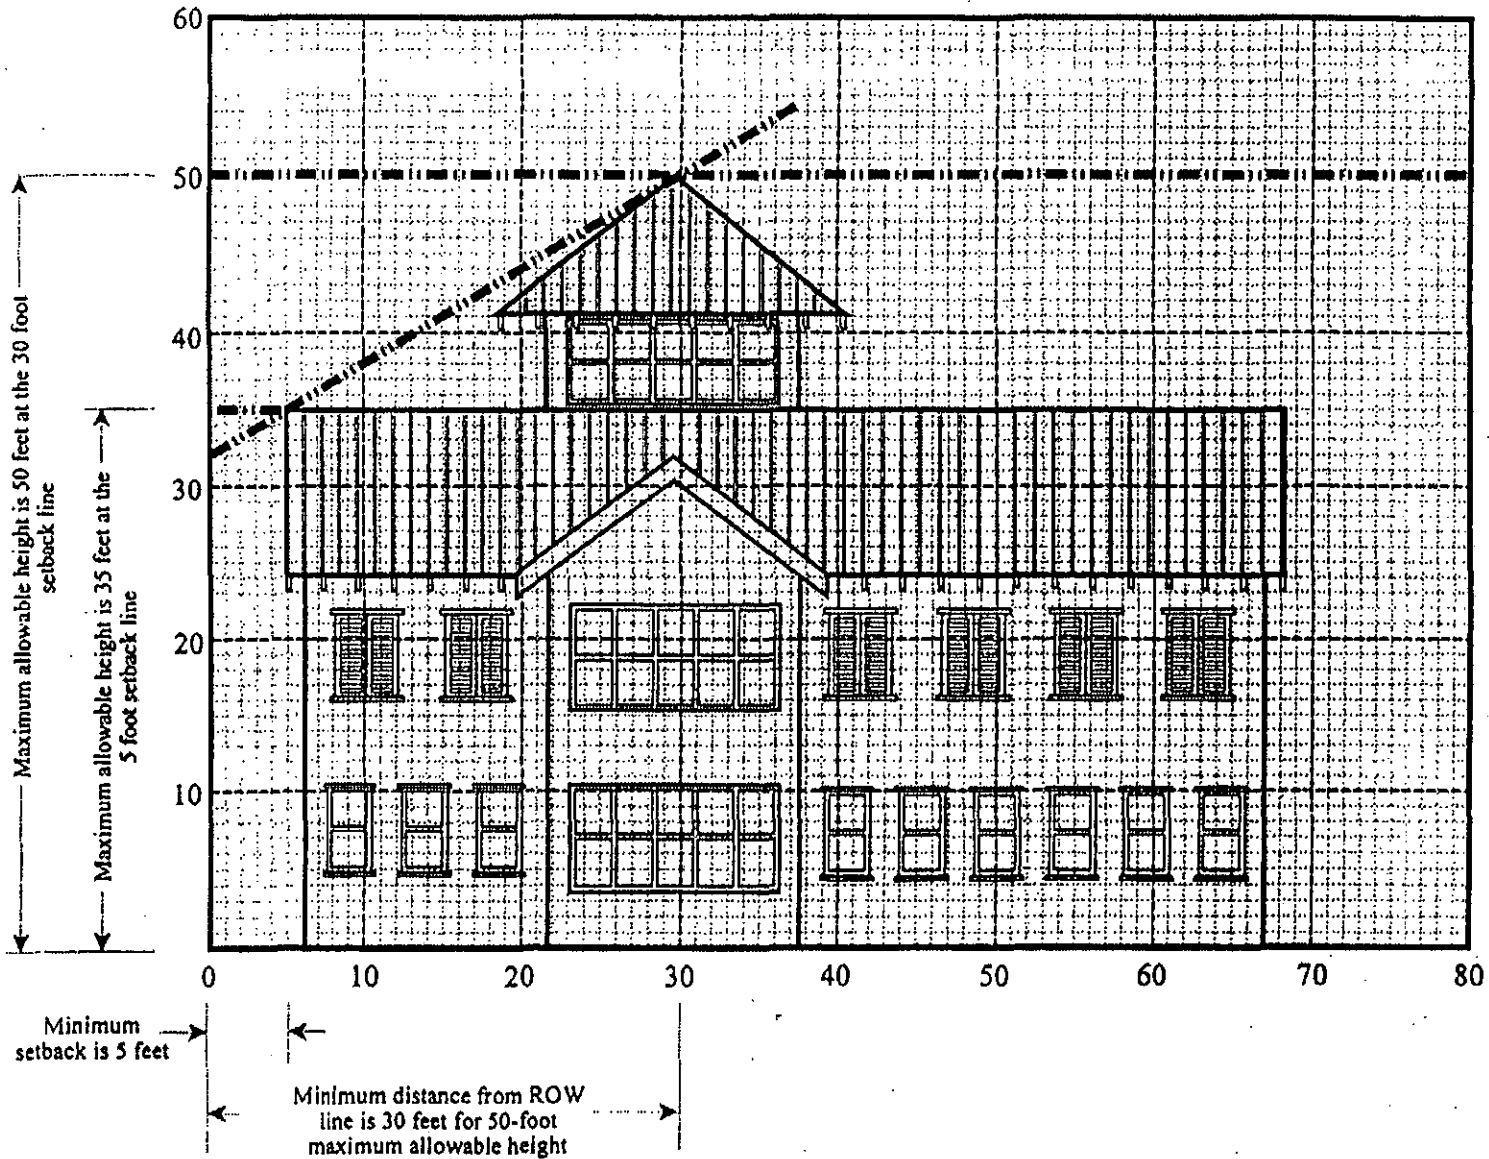 60
50
40
30
20
10
0 10 20 30 40 50 60 70 80
Maximum allowable height is 50 feet at the 30 foot
setback line
Maximum allowable height is 35 feet at the
5 foot setback line
Minimum
setback is 5 feet
Minimum distance from ROW
line is 30 feet for 50-foot
maximum allowable height